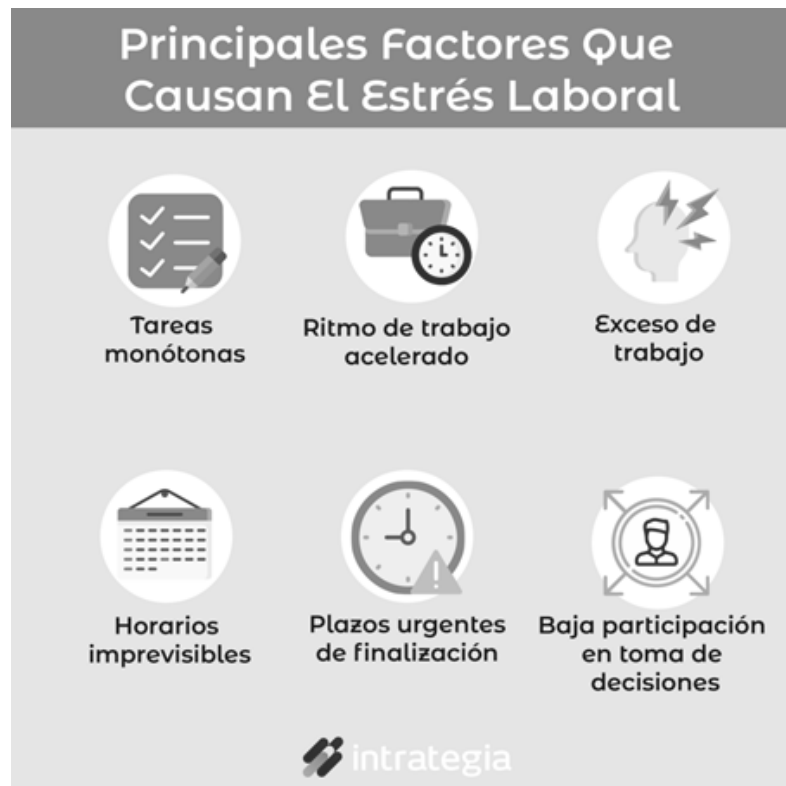 Principales Factores Que
Causan El Estrés Laboral
Tareas
monótonas
Ritmo de trabajo
acelerado
Exceso de
trabajo
Horarios
imprevisibles
Plazos urgentes
de finalización
Baja participación
en toma de
decisiones
intrategia